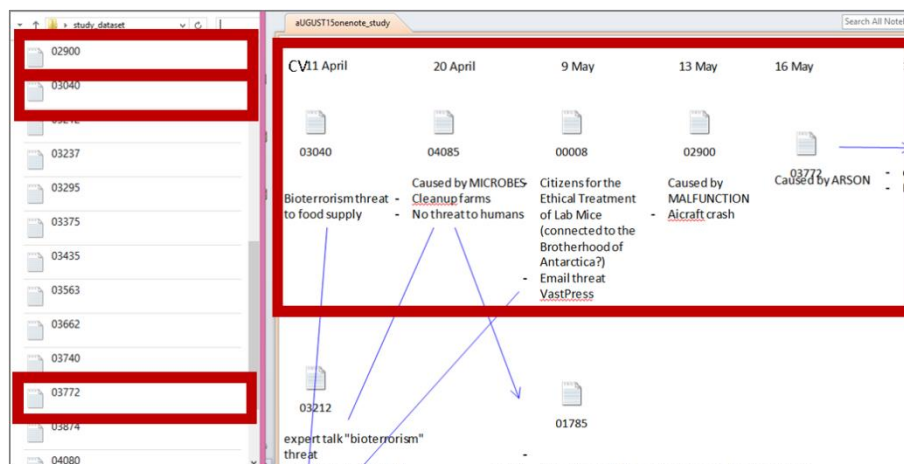 study_dataset
02900
03040
03212
03237
03295
03375
03435
03563
03662
03740
03772
03874
04080
aUGUST15onenote_study
Search All Note
CV11 April
20 April
9 May
13 May
16 May
03040
04085
00008
02900
03772
Bioterrorism threat
to food supply
Caused by MICROBES
- Cleanup farms
- No threat to humans
- Citizens for the
Ethical Treatment
of Lab Mice
(connected to the
Brotherhood of
Antarctica?)
- Email threat
VastPress
Caused by
MALFUNCTION
- Aicraft crash
Caused by ARSON
-
-
03212
01785
expert talk "bioterrorism"
threat
-